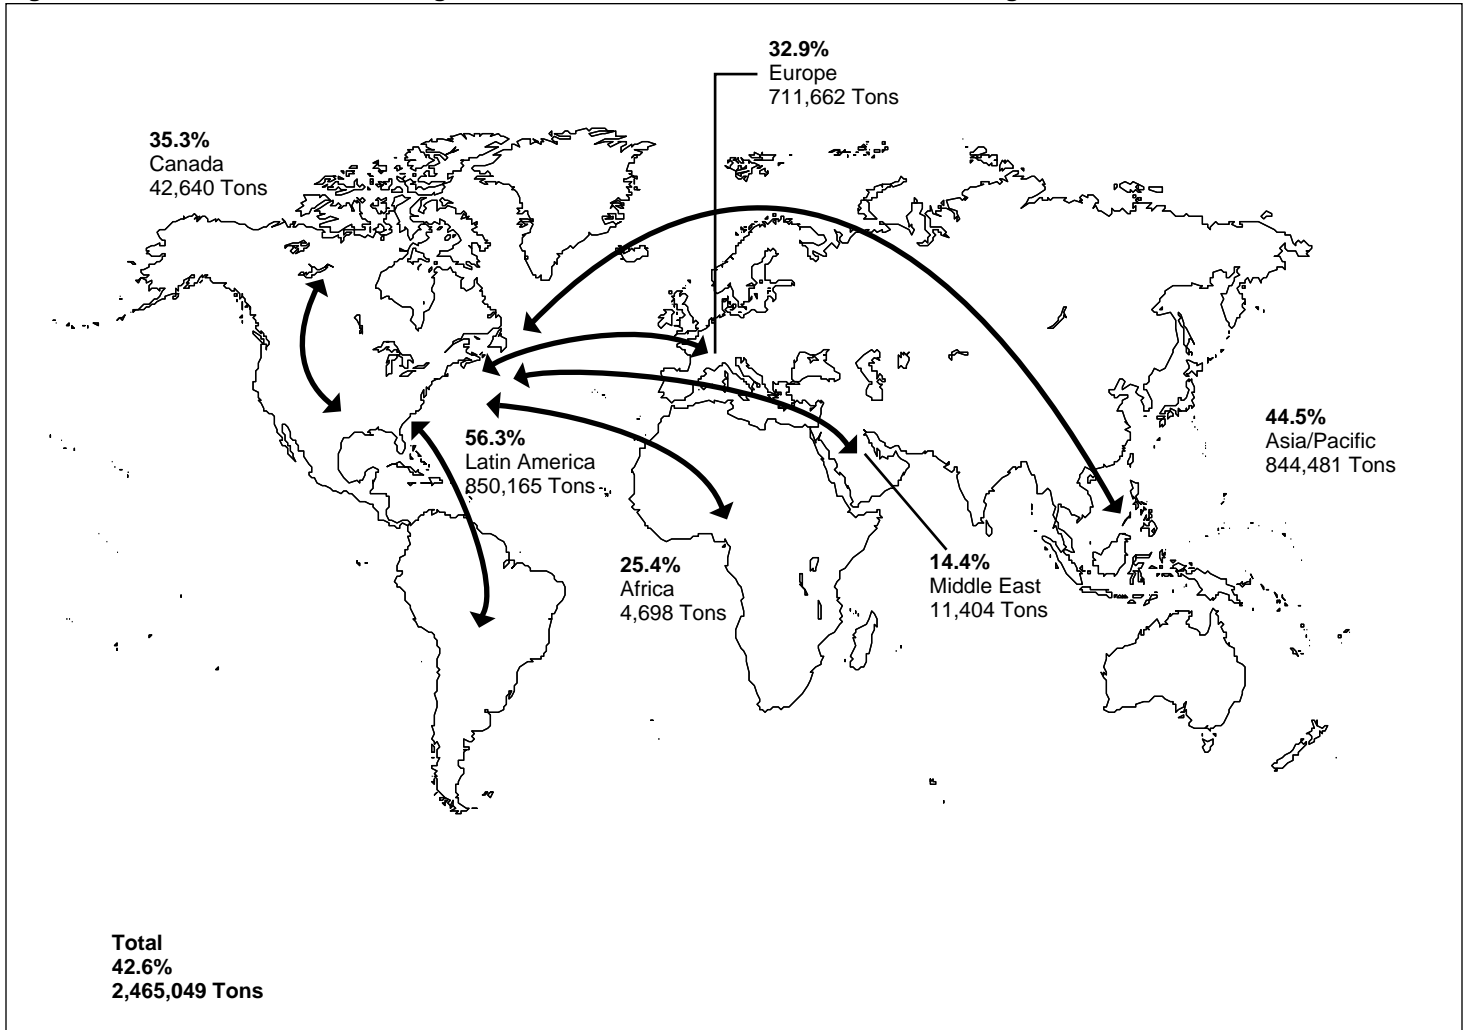 32.9%
Europe
711,662 Tons
35.3%
Canada
42,640 Tons
44.5%
Asia/Pacific
844,481 Tons
56.3%
Latin America
850,165 Tons
25.4%
Africa
4,698 Tons
14.4%
Middle East
11,404 Tons
Total
42.6%
2,465,049 Tons